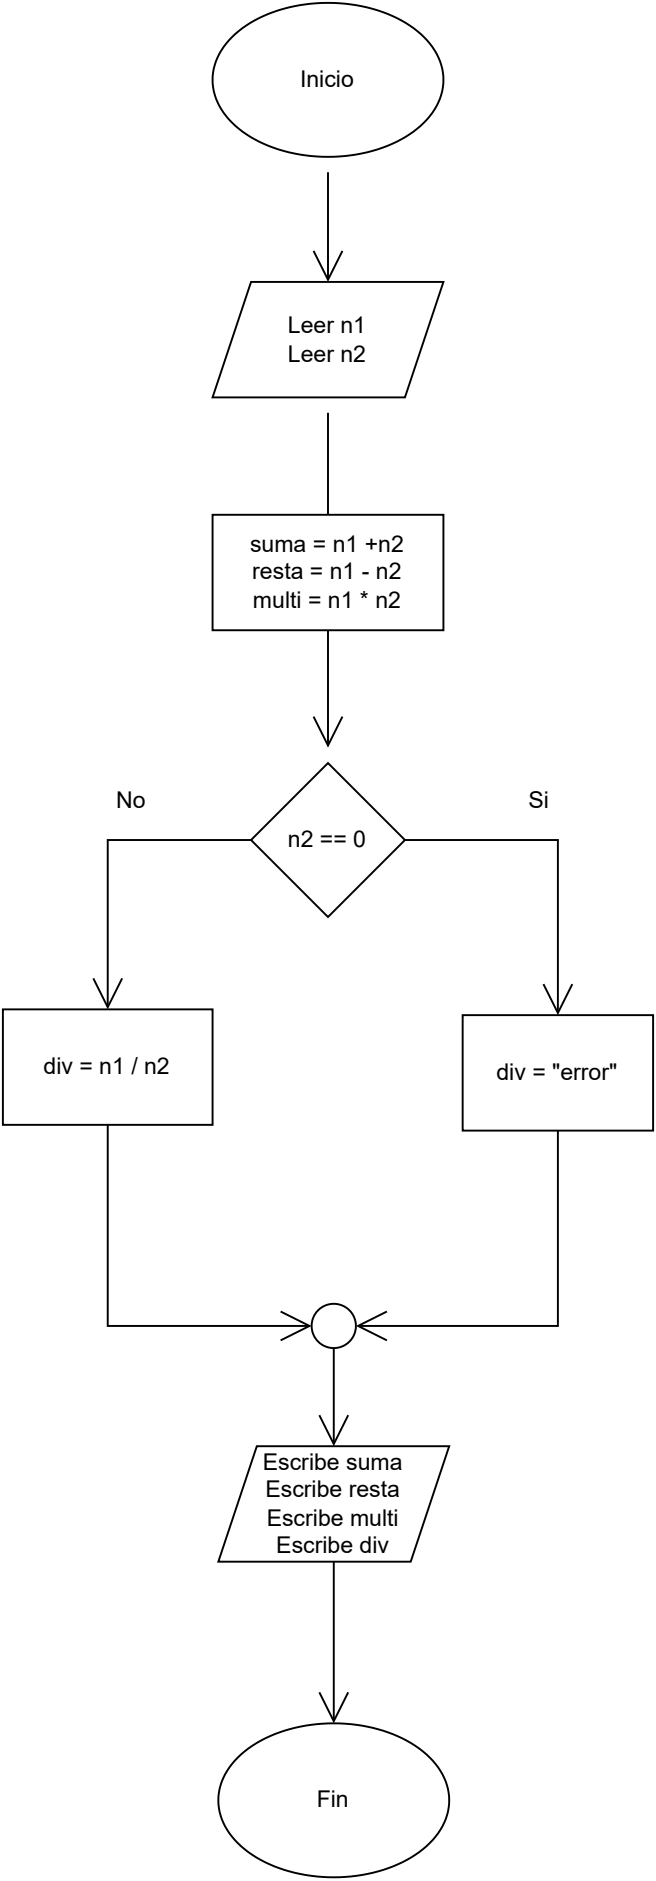 Inicio
Leer n1
Leer n2
suma = n1 +n2
resta = n1 - n2
multi = n1 * n2
No
Si
n2 == 0
div = n1 / n2
div = "error"
Escribe suma
Escribe resta
Escribe multi
Escribe div
Fin